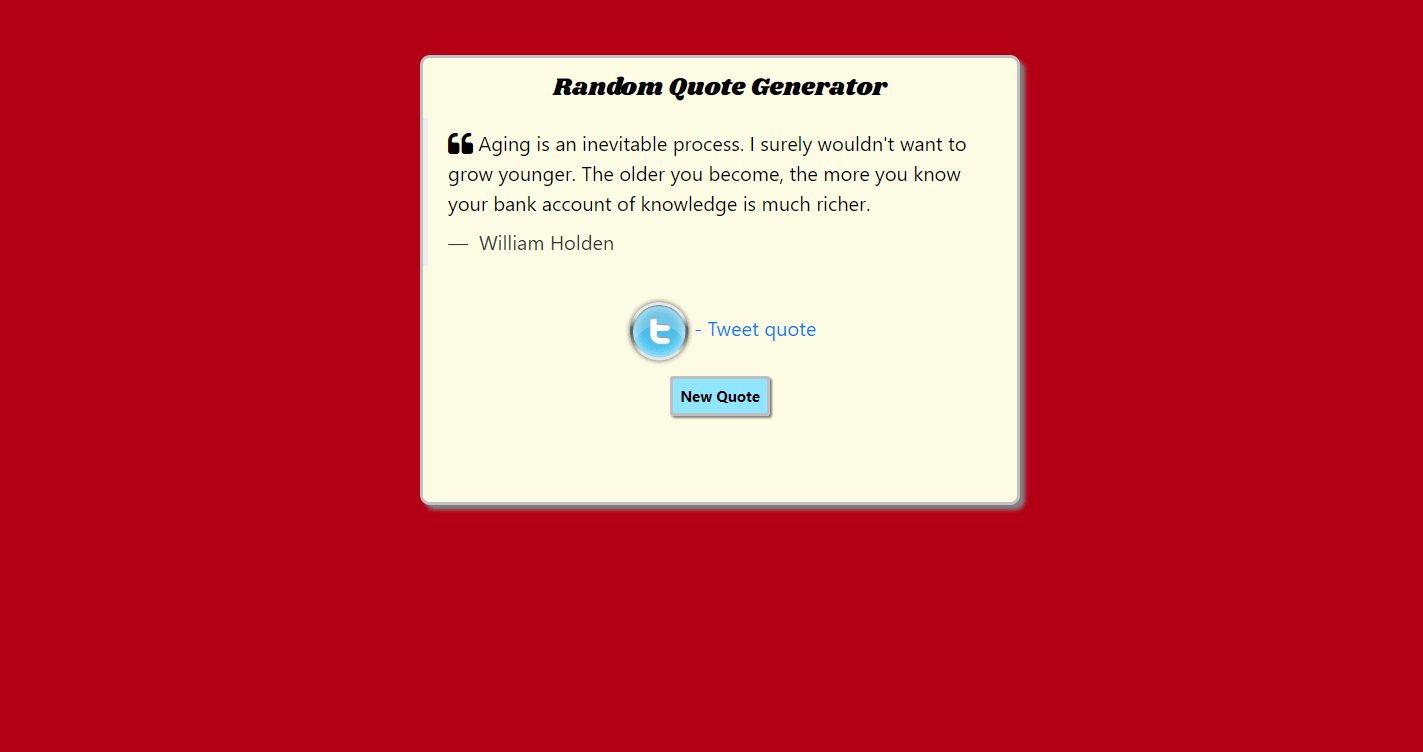 Random Quote Generator
❝ Aging is an inevitable process. I surely wouldn't want to
grow younger. The older you become, the more you know
your bank account of knowledge is much richer.
— William Holden
t - Tweet quote
New Quote